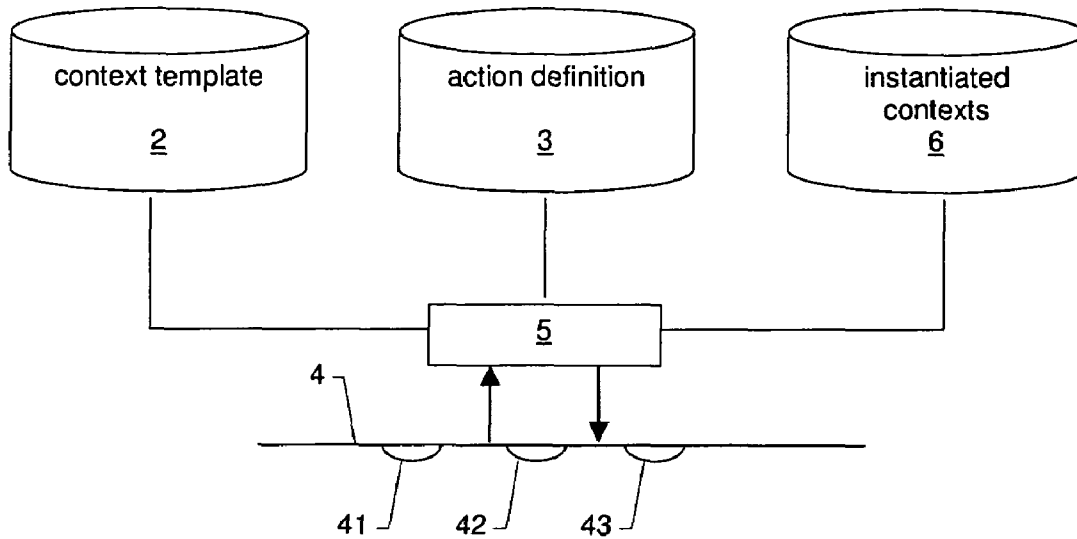 context template
2
action definition
3
instantiated
contexts
6
5
4
41
42
43